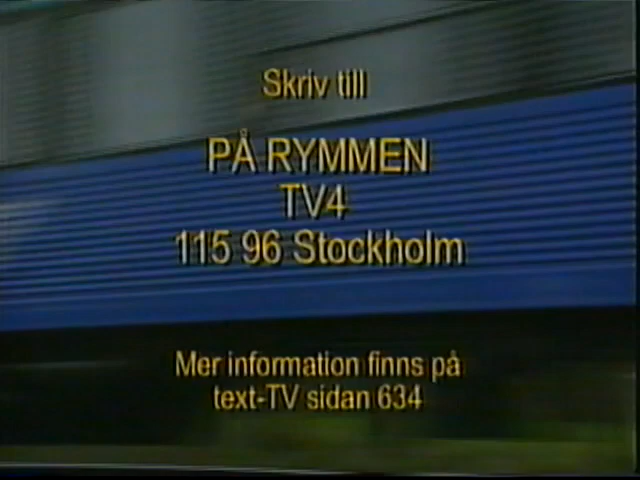 Skriv till
PÅ RYMMEN
TV4
115 96 Stockholm
Mer information finns på
text-TV sidan 634